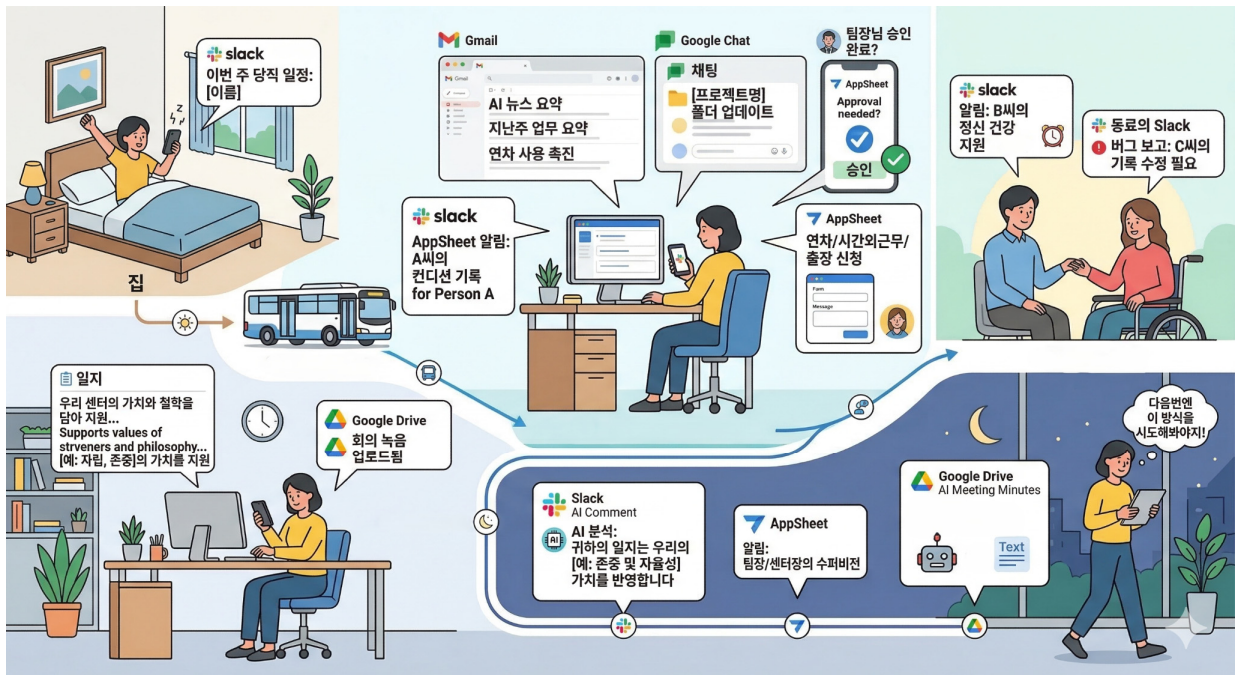 slack
이번 주 당직 일정:
[이름]
집
Gmail
Gmail
AI 뉴스 요약
지난주 업무 요약
연차 사용 촉진
Google Chat
채팅
[프로젝트명]
폴더 업데이트
팀장님 승인
완료?
AppSheet
Approval
needed?
승인
slack
AppSheet 알림:
A씨의
컨디션 기록
for Person A
AppSheet
연차/시간외근무/
출장 신청
Message
slack
알림: B씨의
정신 건강
지원
동료의 Slack
버그 보고: C씨의
기록 수정 필요
일지
우리 센터의 가치와 철학을
담아 지원...
Supports values of
strveners and philosophy...
[예: 자립, 존중]의 가치를 지원
Google Drive
회의 녹음
업로드됨
Slack
AI Comment
AI
AI 분석:
귀하의 일지는 우리의
[예: 존중 및 자율성]
가치를 반영합니다
AppSheet
알림:
팀장/센터장의 수퍼비전
Google Drive
AI Meeting Minutes
Text
다음번엔
이 방식을
시도해봐야지!